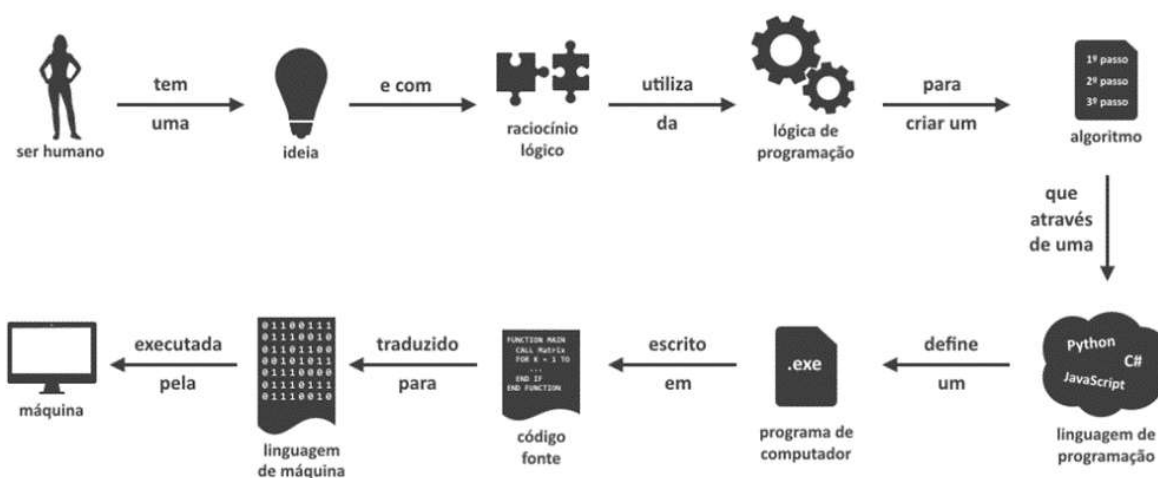 tem
uma
ser humano
e com
ideia
utiliza
da
raciocínio
lógico
para
criar um
lógica de
programação
1º passo
2º passo
3º passo
algoritmo
que
através
de uma
Python
C#
JavaScript
linguagem de
programação
define
um
.exe
programa de
computador
escrito
em
FUNCTION MAIN
CALL Matrix
FOR K = 1 TO
...
END IF
END FUNCTION
código
fonte
traduzido
para
01100111
01110010
01101100
00101011
01110000
01110111
01110010
linguagem
de máquina
executada
pela
máquina